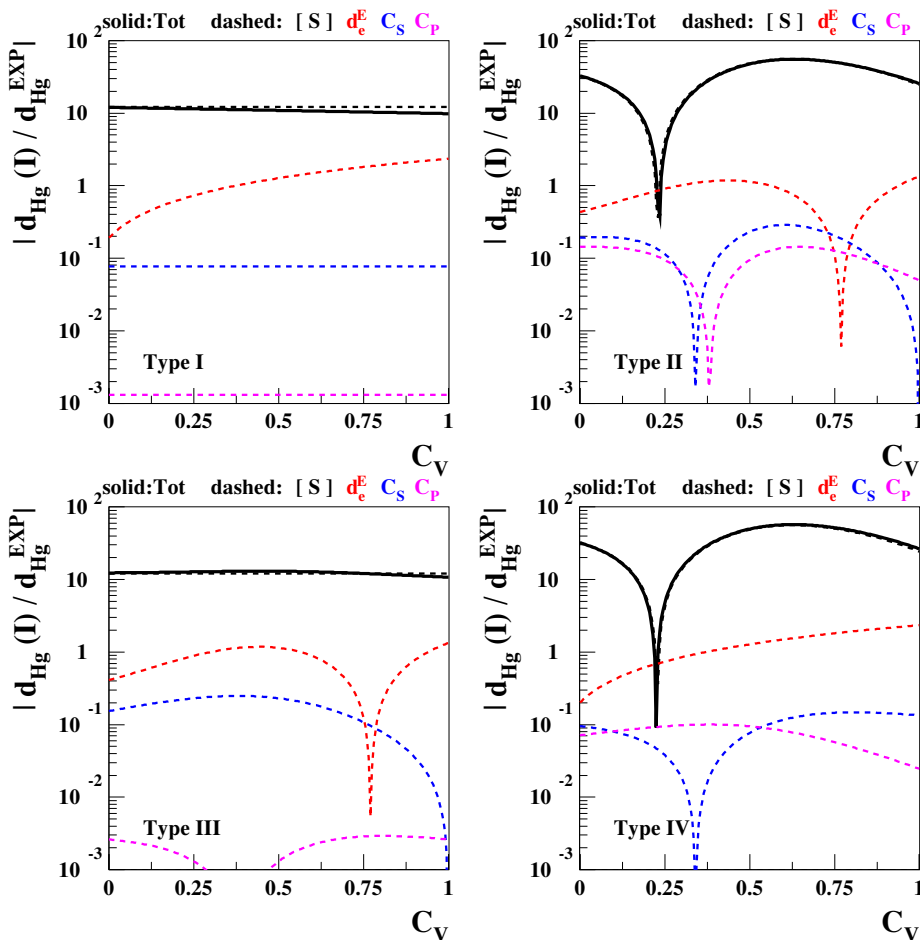 solid:Tot dashed: [ S ] d_e^E C_S C_P
| d_Hg (I) / d_Hg^EXP |
10^2
10
1
10^-1
10^-2
10^-3
Type I
0 0.25 0.5 0.75 1
C_V
solid:Tot dashed: [ S ] d_e^E C_S C_P
| d_Hg (I) / d_Hg^EXP |
10^2
10
1
10^-1
10^-2
10^-3
Type II
0 0.25 0.5 0.75 1
C_V
solid:Tot dashed: [ S ] d_e^E C_S C_P
| d_Hg (I) / d_Hg^EXP |
10^2
10
1
10^-1
10^-2
10^-3
Type III
0 0.25 0.5 0.75 1
C_V
solid:Tot dashed: [ S ] d_e^E C_S C_P
| d_Hg (I) / d_Hg^EXP |
10^2
10
1
10^-1
10^-2
10^-3
Type IV
0 0.25 0.5 0.75 1
C_V